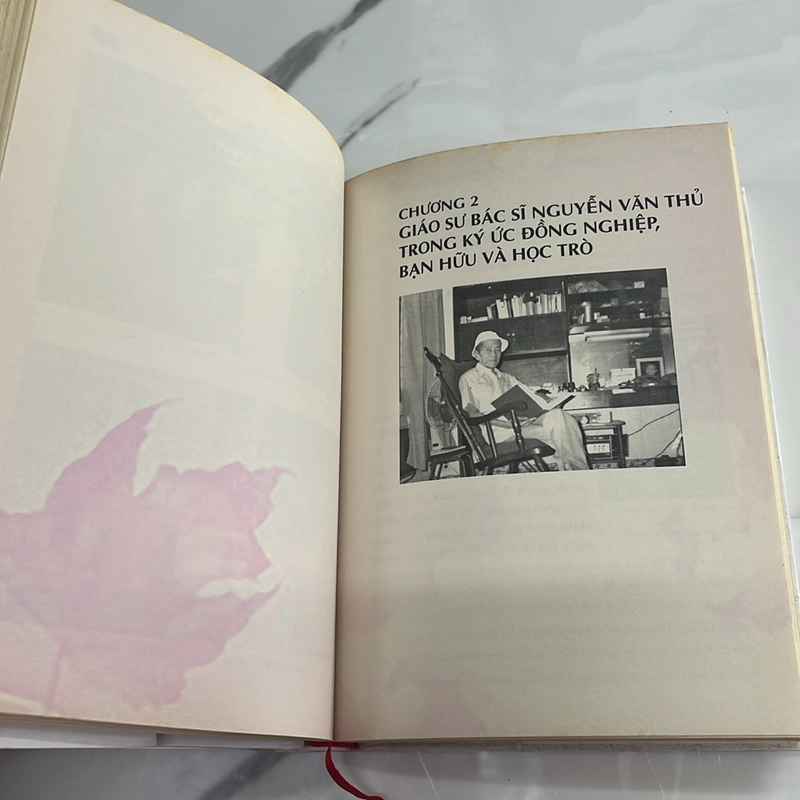 CHƯƠNG 2
GIÁO SƯ BÁC SĨ NGUYỄN VĂN THỦ
TRONG KÝ ỨC ĐỒNG NGHIỆP,
BẠN HỮU VÀ HỌC TRÒ